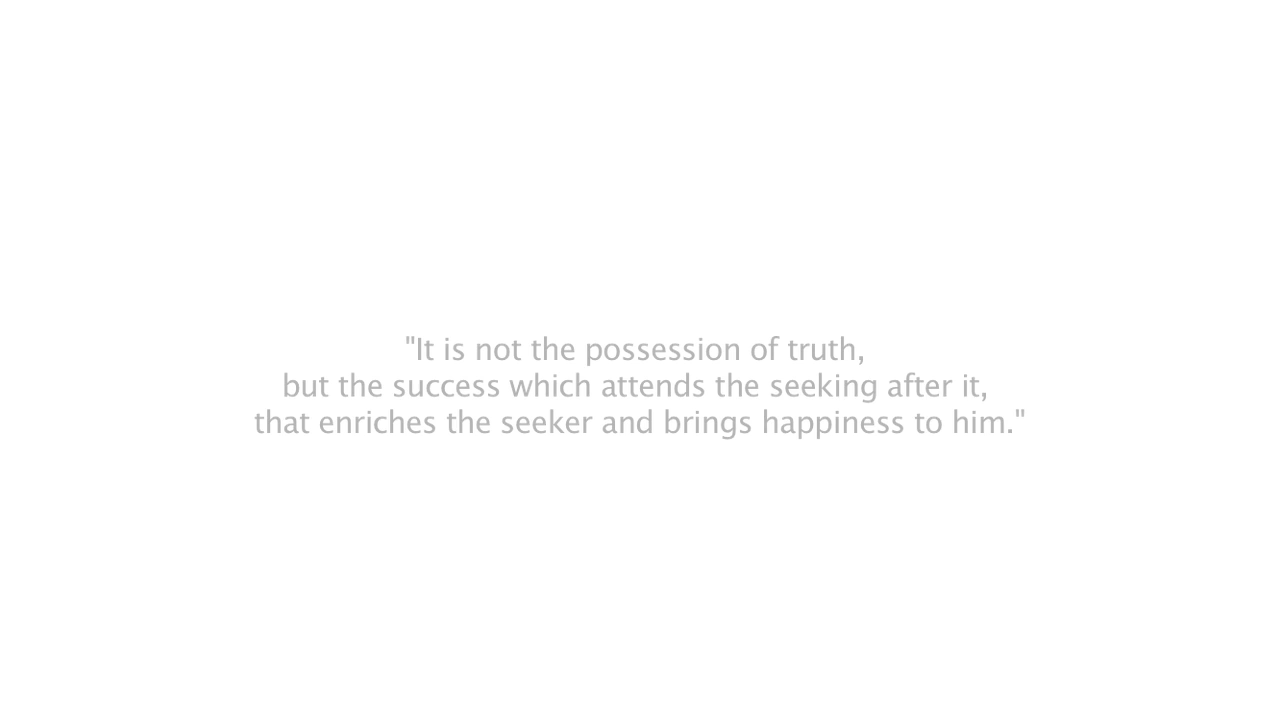 "It is not the possession of truth,
but the success which attends the seeking after it,
that enriches the seeker and brings happiness to him."